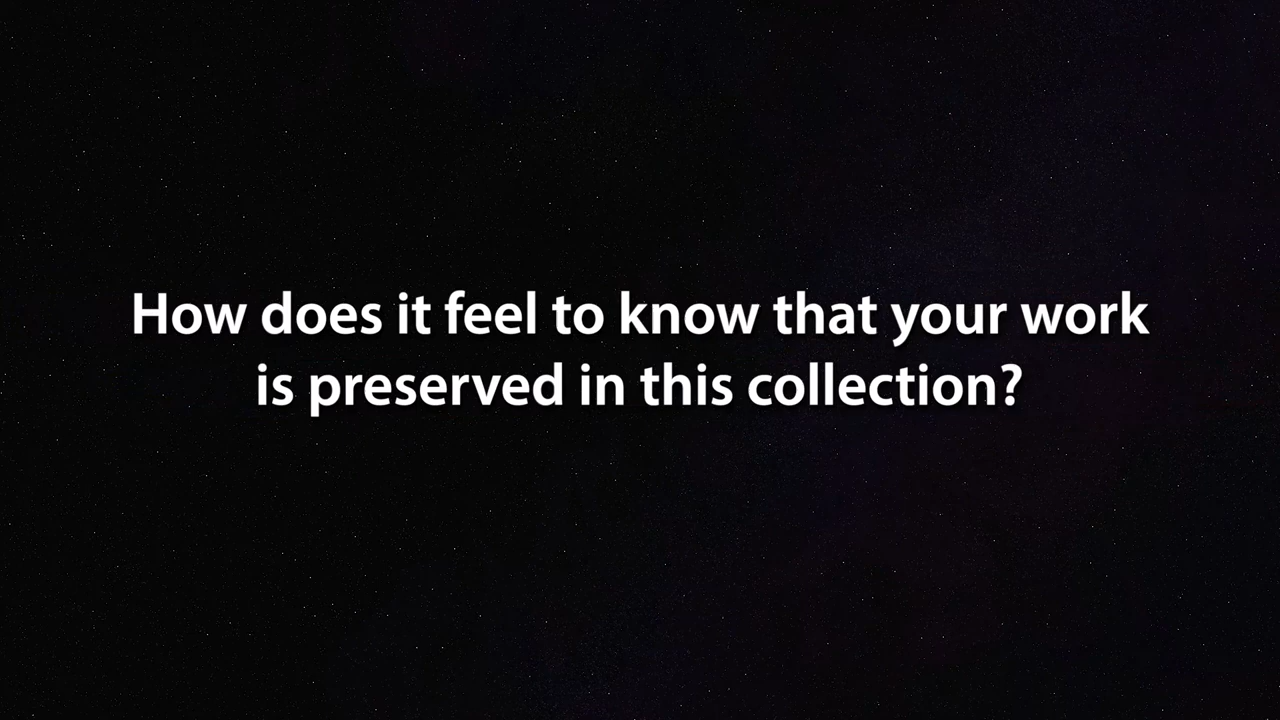 How does it feel to know that your work
is preserved in this collection?